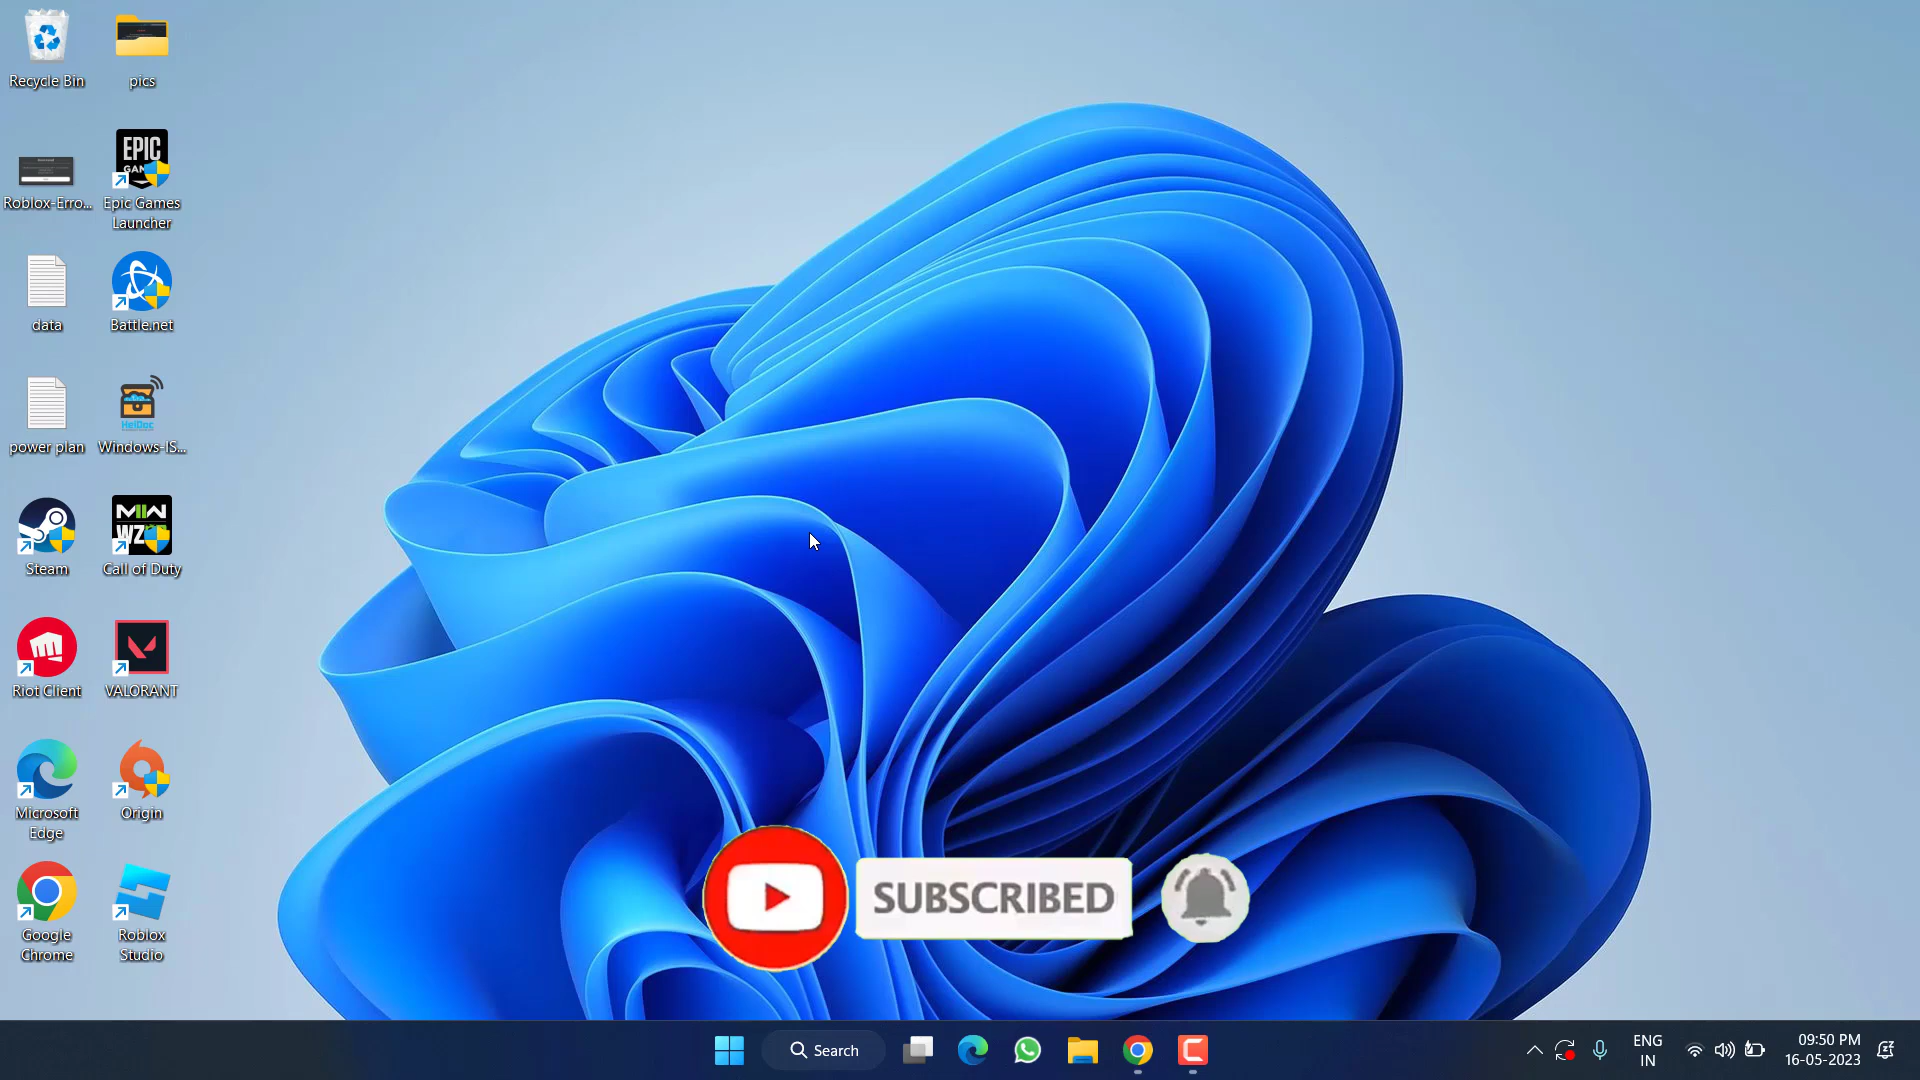 Recycle Bin
pics
Roblox-Erro...
EPIC
GAMES
Epic Games
Launcher
data
Battle.net
power plan
HeiDoc
Windows-IS...
Steam
MW
WZ
Call of Duty
Riot Client
VALORANT
Microsoft
Edge
Origin
Google
Chrome
Roblox
Studio
SUBSCRIBED
Search
ENG
IN
09:50 PM
16-05-2023